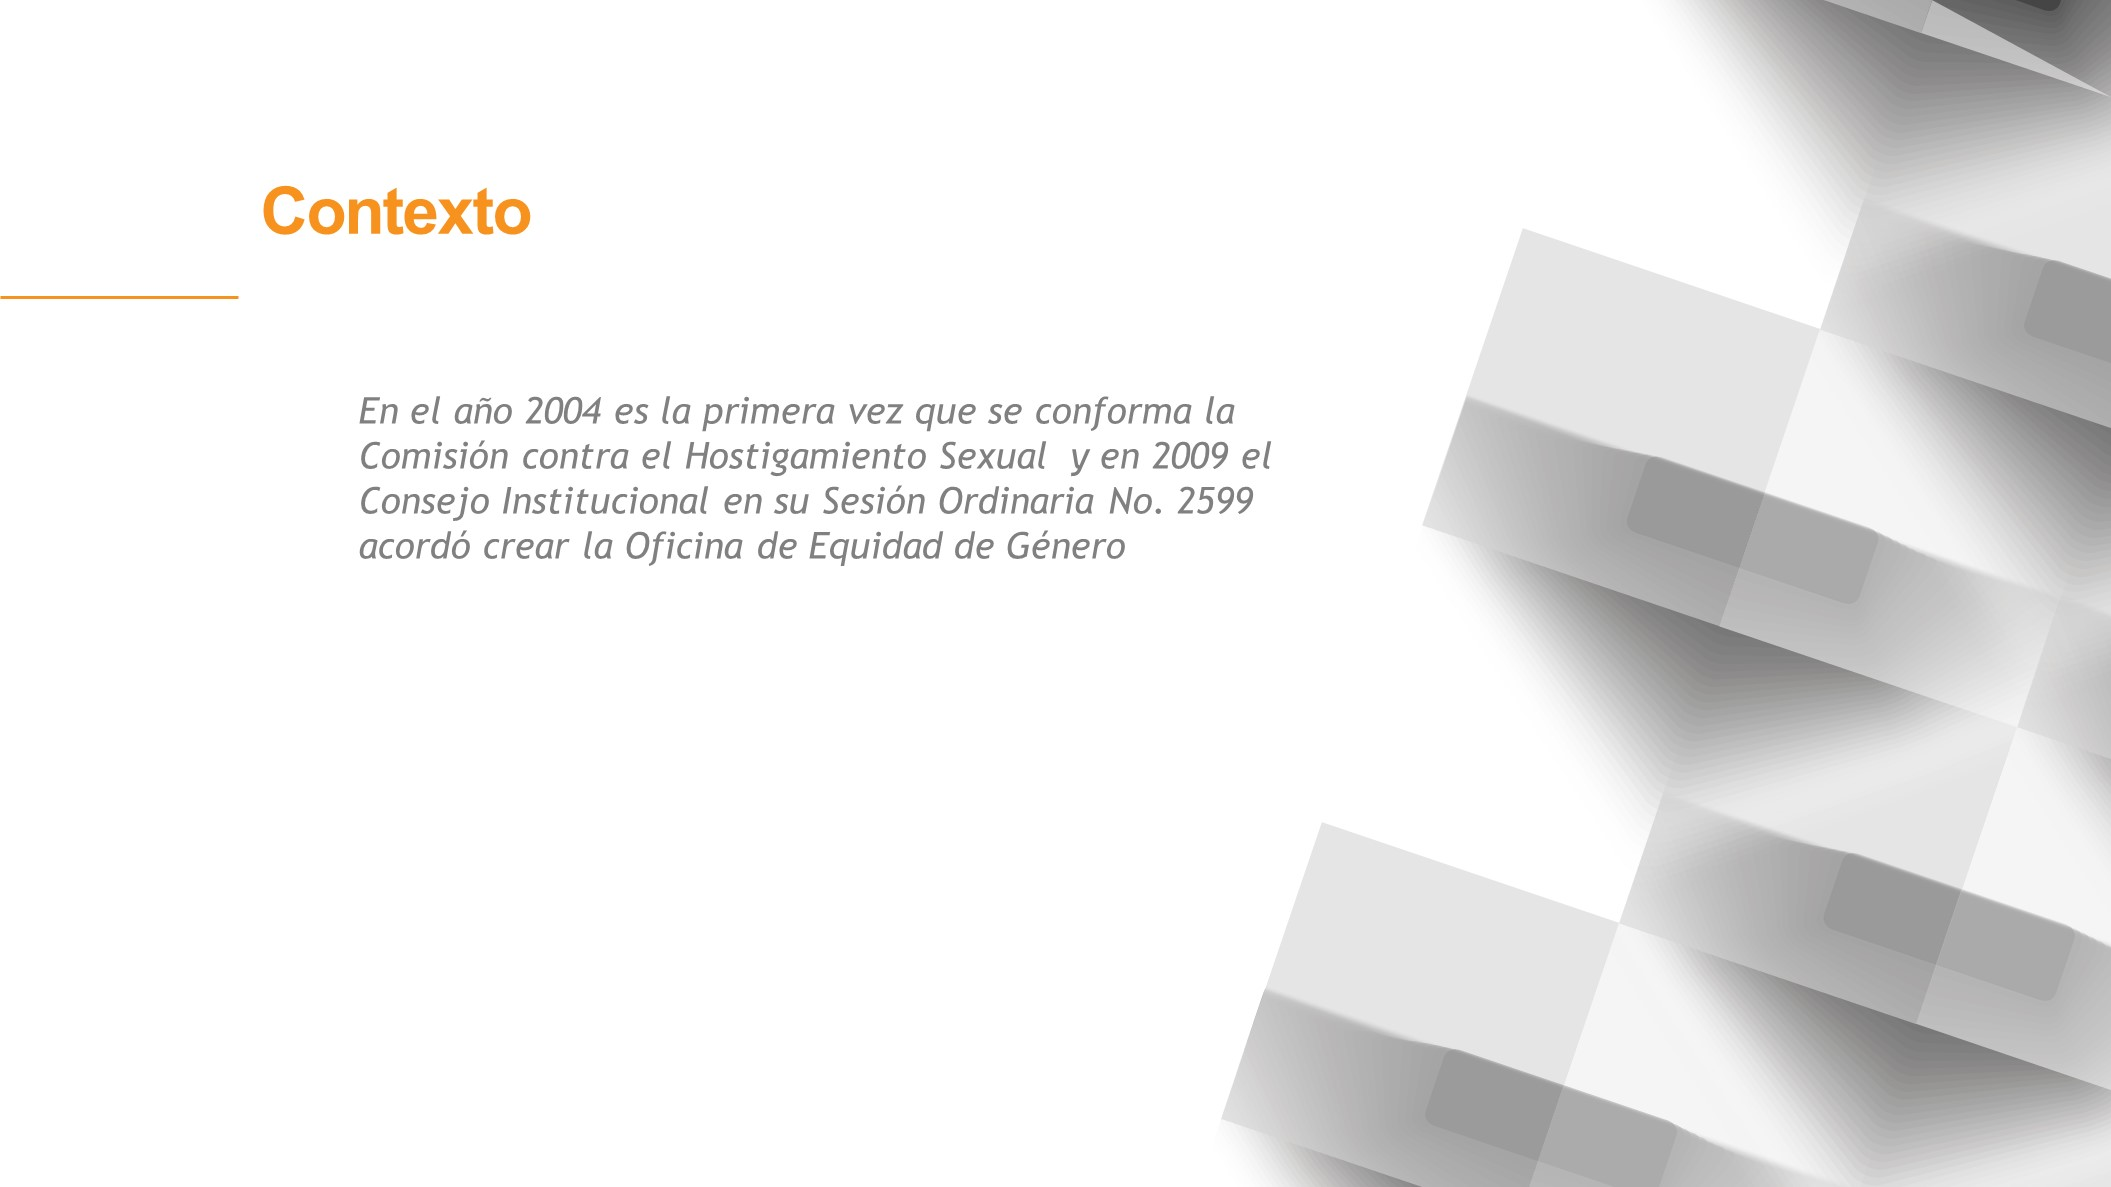 Contexto
En el año 2004 es la primera vez que se conforma la
Comisión contra el Hostigamiento Sexual  y en 2009 el
Consejo Institucional en su Sesión Ordinaria No. 2599
acordó crear la Oficina de Equidad de Género